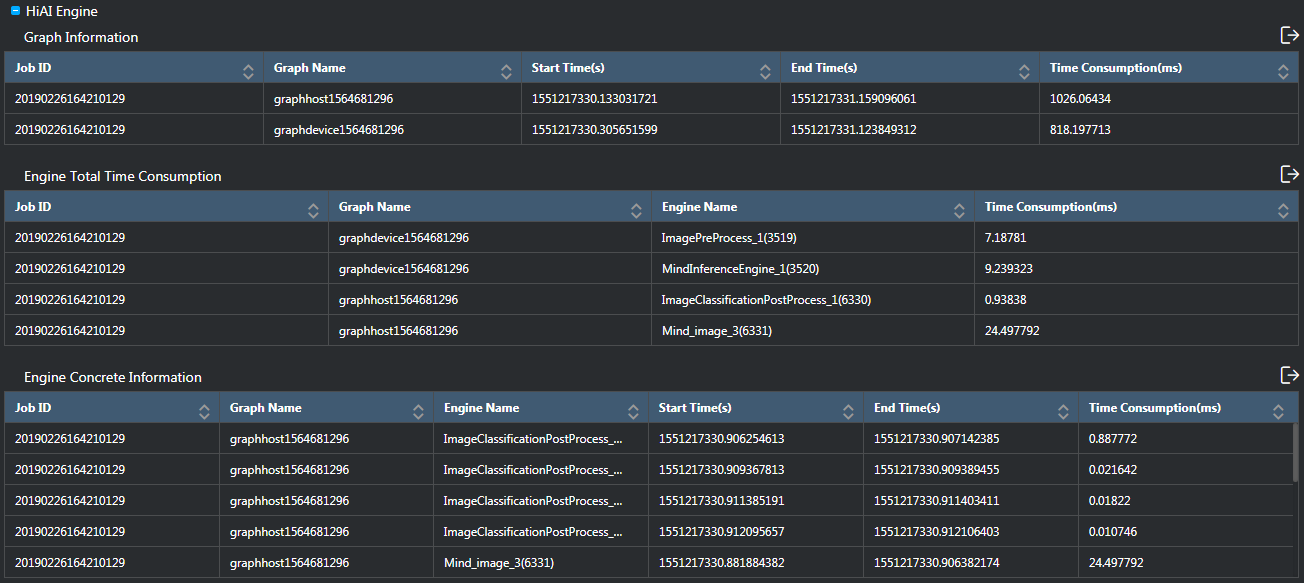 HiAI Engine
Graph Information
Job ID Graph Name Start Time(s) End Time(s) Time Consumption(ms)
20190226164210129 graphhost1564681296 1551217330.133031721 1551217331.159096061 1026.06434
20190226164210129 graphdevice1564681296 1551217330.305651599 1551217331.123849312 818.197713
Engine Total Time Consumption
Job ID Graph Name Engine Name Time Consumption(ms)
20190226164210129 graphdevice1564681296 ImagePreProcess_1(3519) 7.18781
20190226164210129 graphdevice1564681296 MindInferenceEngine_1(3520) 9.239323
20190226164210129 graphhost1564681296 ImageClassificationPostProcess_1(6330) 0.93838
20190226164210129 graphhost1564681296 Mind_image_3(6331) 24.497792
Engine Concrete Information
Job ID Graph Name Engine Name Start Time(s) End Time(s) Time Consumption(ms)
20190226164210129 graphhost1564681296 ImageClassificationPostProcess_... 1551217330.906254613 1551217330.907142385 0.887772
20190226164210129 graphhost1564681296 ImageClassificationPostProcess_... 1551217330.909367813 1551217330.909389455 0.021642
20190226164210129 graphhost1564681296 ImageClassificationPostProcess_... 1551217330.911385191 1551217330.911403411 0.01822
20190226164210129 graphhost1564681296 ImageClassificationPostProcess_... 1551217330.912095657 1551217330.912106403 0.010746
20190226164210129 graphhost1564681296 Mind_image_3(6331) 1551217330.881884382 1551217330.906382174 24.497792